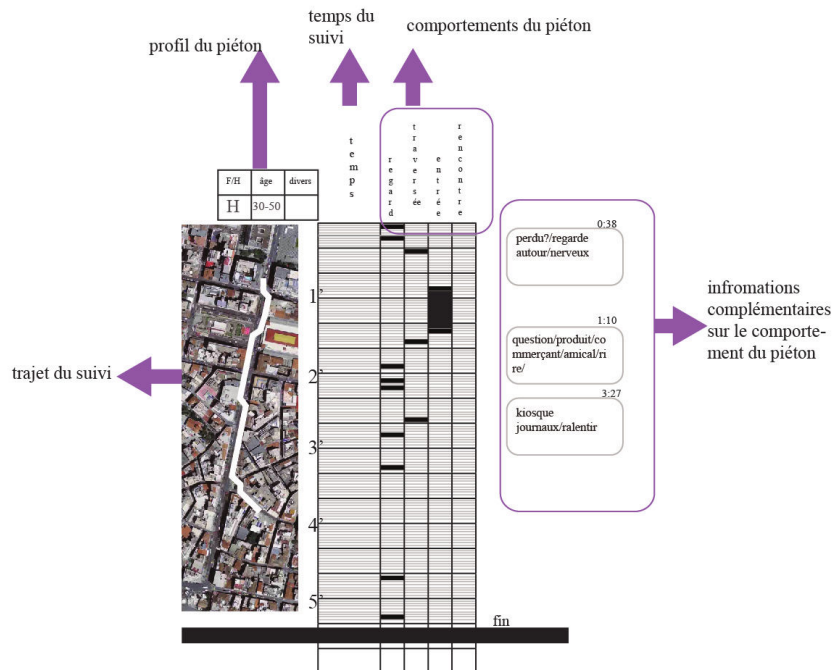 temps du
suivi
comportements du piéton
profil du piéton
temps
regard
traversée
entrée
rencontre
F/H
âge
divers
H
30-50
0:38
perdu?/regarde
autour/nerveux
1’
infromations
complémentaires
sur le comporte-
ment du piéton
1:10
question/produit/co
mmerçant/amical/ri
re/
trajet du suivi
2’
3:27
kiosque
journaux/ralentir
3’
4’
5’
fin